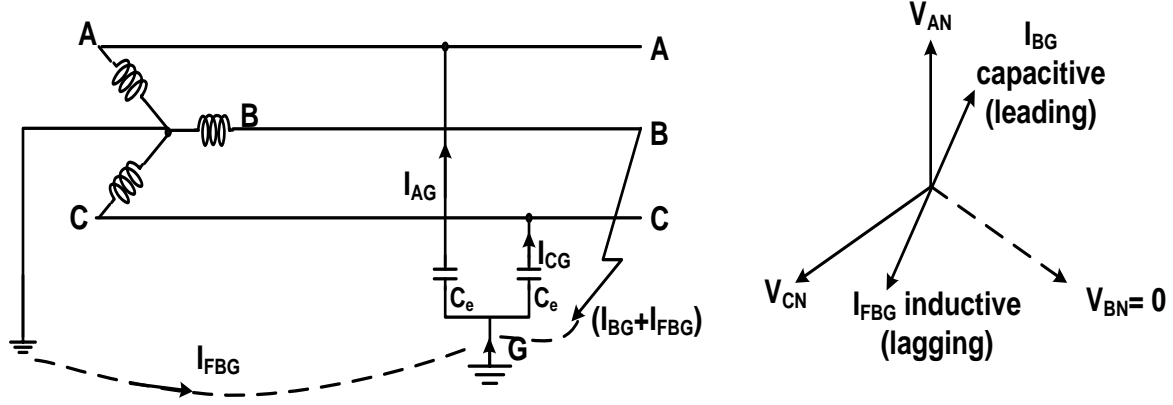 A
A
B
B
I_AG
C
C
I_CG
C_e
C_e
(I_BG+I_FBG)
G
I_FBG
V_AN
I_BG
capacitive
(leading)
V_CN
I_FBG inductive
(lagging)
V_BN= 0